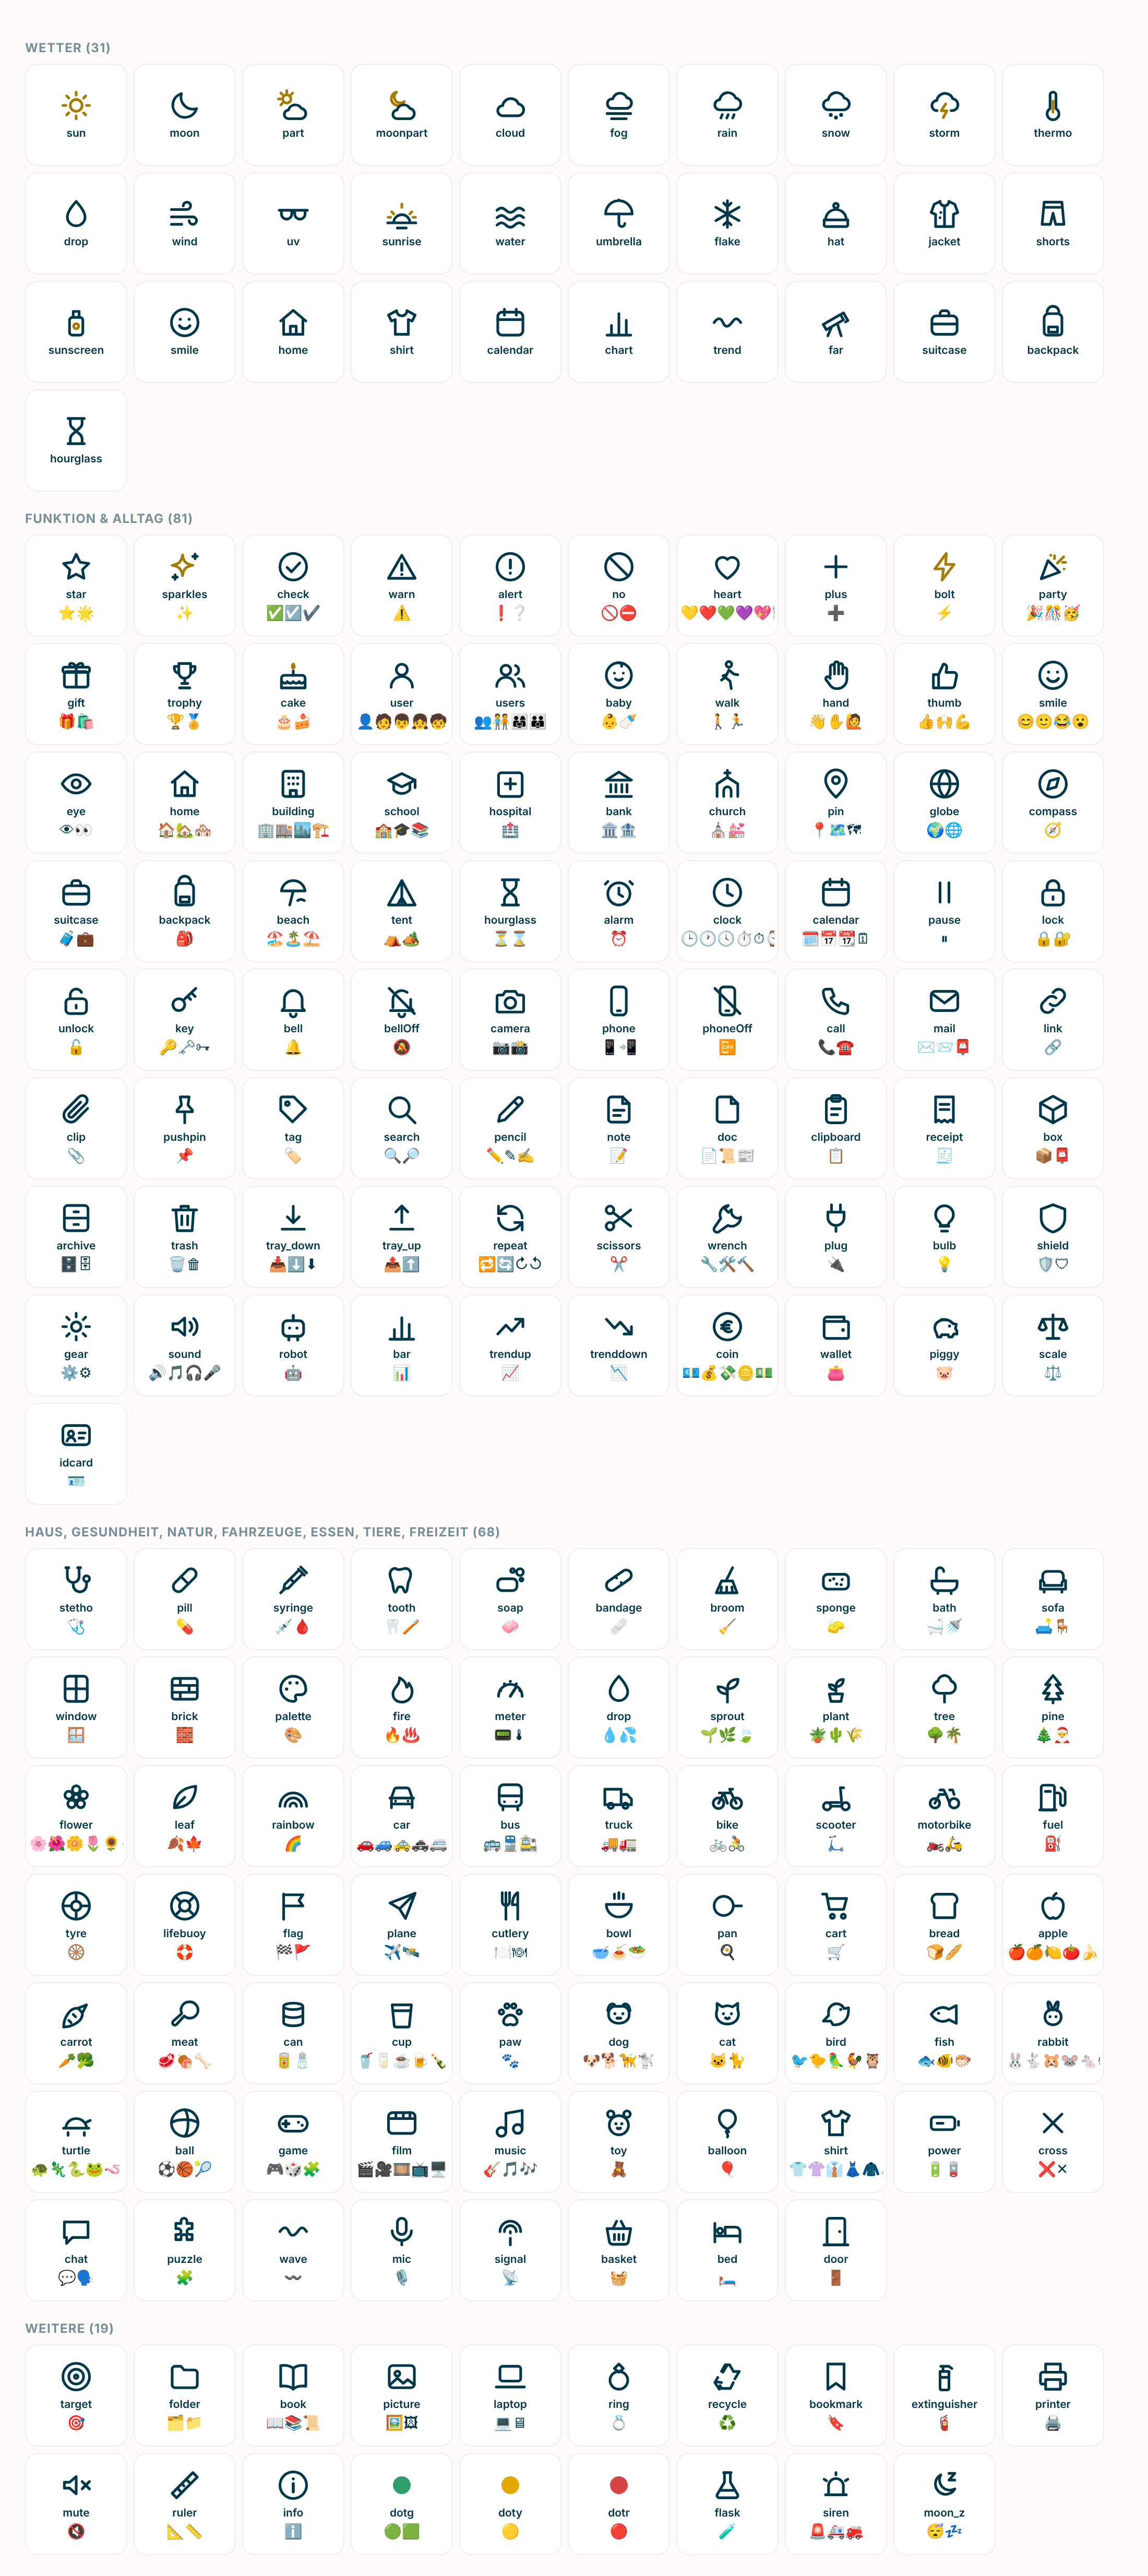 WETTER (31)
sun moon part moonpart cloud fog rain snow storm thermo
drop wind uv sunrise water umbrella flake hat jacket shorts
sunscreen smile home shirt calendar chart trend far suitcase backpack
hourglass
FUNKTION & ALLTAG (81)
star sparkles check warn alert no heart plus bolt party
gift trophy cake user users baby walk hand thumb smile
eye home building school hospital bank church pin globe compass
suitcase backpack beach tent hourglass alarm clock calendar pause lock
unlock key bell bellOff camera phone phoneOff call mail link
clip pushpin tag search pencil note doc clipboard receipt box
archive trash tray_down tray_up repeat scissors wrench plug bulb shield
gear sound robot bar trendup trenddown coin wallet piggy scale
idcard
HAUS, GESUNDHEIT, NATUR, FAHRZEUGE, ESSEN, TIERE, FREIZEIT (68)
stetho pill syringe tooth soap bandage broom sponge bath sofa
window brick palette fire meter drop sprout plant tree pine
flower leaf rainbow car bus truck bike scooter motorbike fuel
tyre lifebuoy flag plane cutlery bowl pan cart bread apple
carrot meat can cup paw dog cat bird fish rabbit
turtle ball game film music toy balloon shirt power cross
chat puzzle wave mic signal basket bed door
WEITERE (19)
target folder book picture laptop ring recycle bookmark extinguisher printer
mute ruler info dotg doty dotr flask siren moon_z